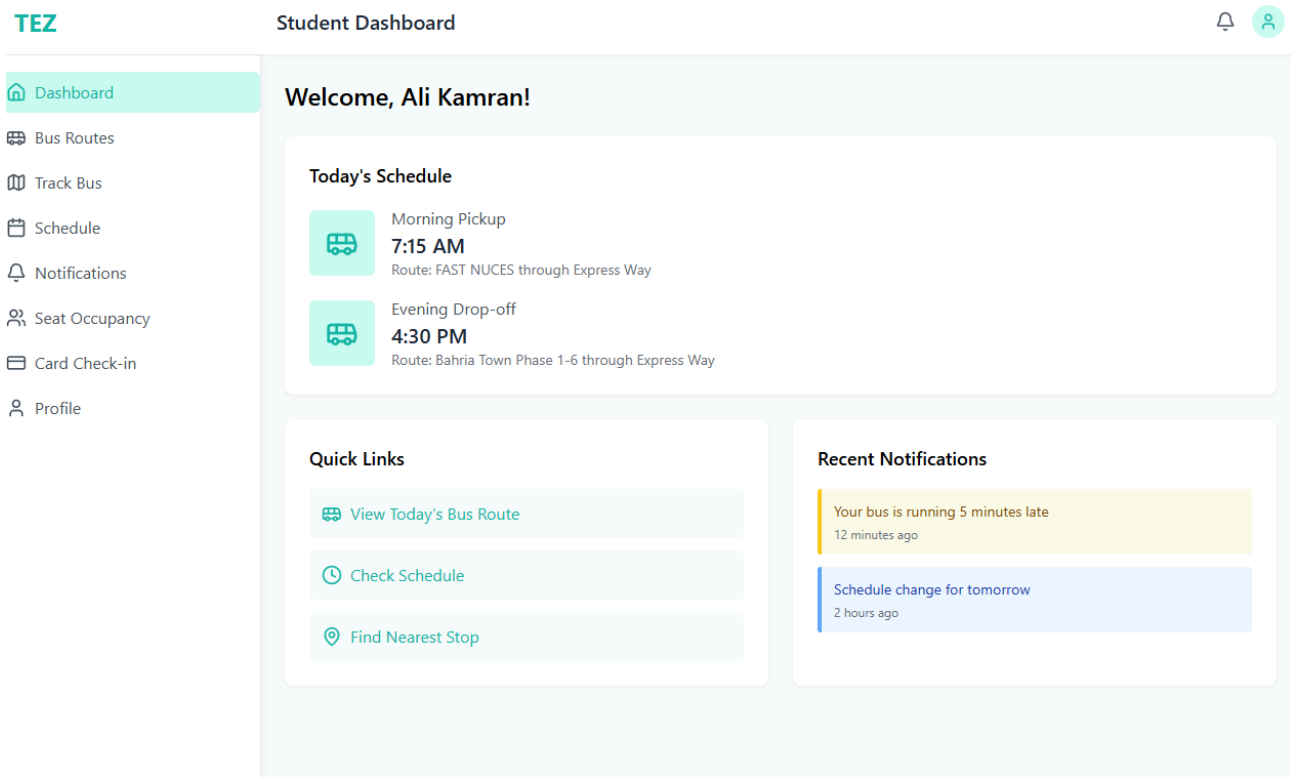 TEZ
Student Dashboard
Dashboard
Bus Routes
Track Bus
Schedule
Notifications
Seat Occupancy
Card Check-in
Profile
Welcome, Ali Kamran!
Today's Schedule
Morning Pickup
7:15 AM
Route: FAST NUCES through Express Way
Evening Drop-off
4:30 PM
Route: Bahria Town Phase 1-6 through Express Way
Quick Links
View Today's Bus Route
Check Schedule
Find Nearest Stop
Recent Notifications
Your bus is running 5 minutes late
12 minutes ago
Schedule change for tomorrow
2 hours ago